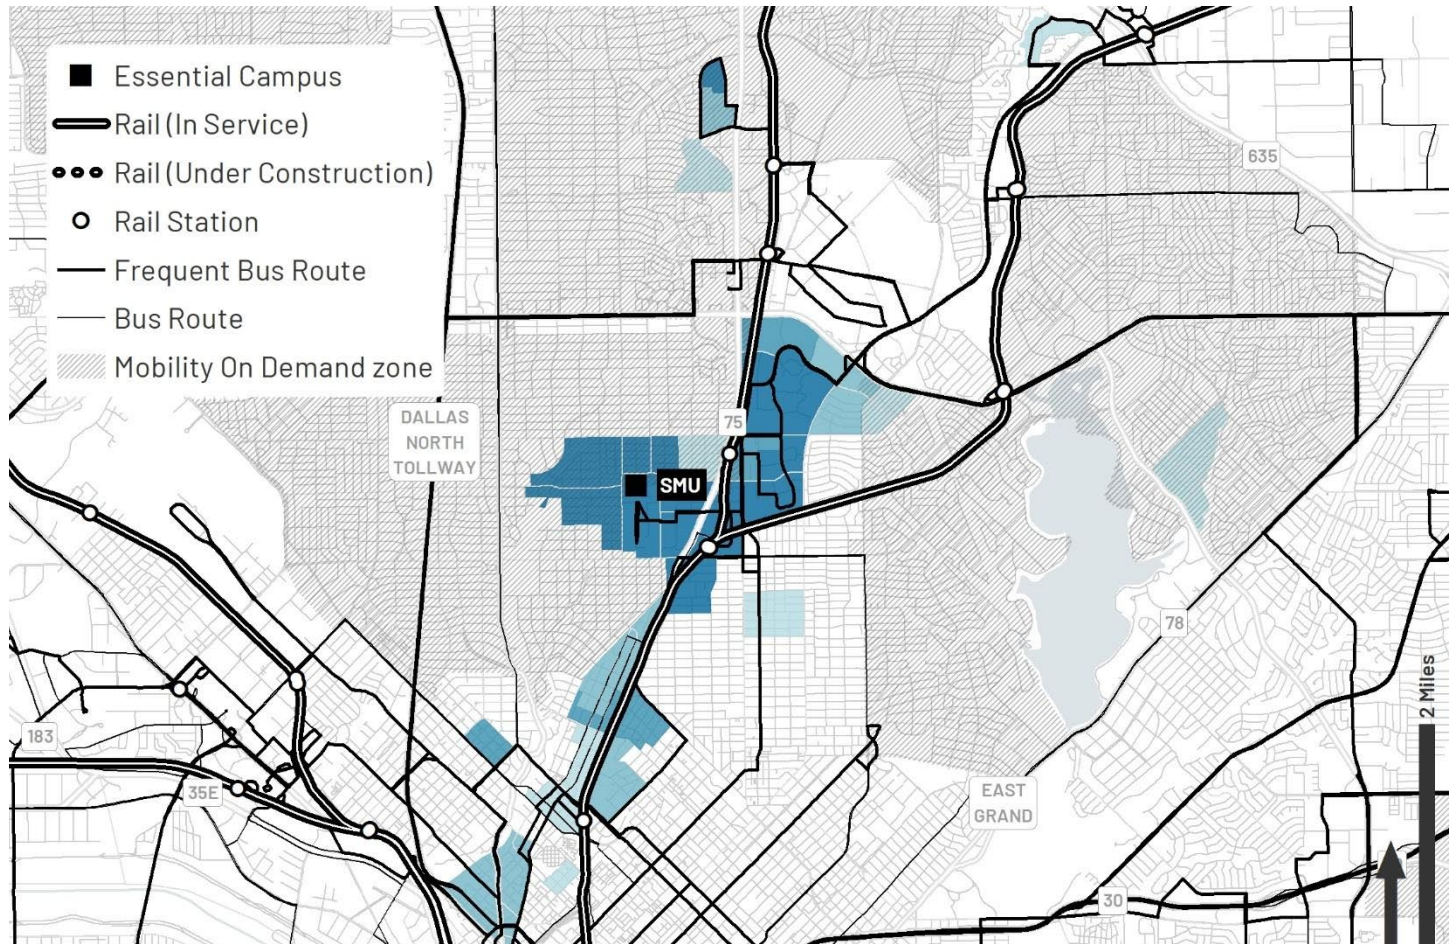 Essential Campus
Rail (In Service)
Rail (Under Construction)
Rail Station
Frequent Bus Route
Bus Route
Mobility On Demand zone
635
DALLAS
NORTH
TOLLWAY
75
SMU
78
2 Miles
183
35E
EAST
GRAND
30